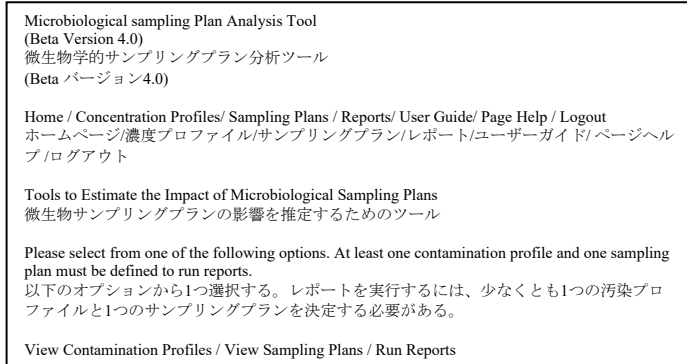 Microbiological sampling Plan Analysis Tool
(Beta Version 4.0)
微生物学的サンプリングプラン分析ツール
(Beta バージョン4.0)
Home / Concentration Profiles/ Sampling Plans / Reports/ User Guide/ Page Help / Logout
ホームページ/濃度プロファイル/サンプリングプラン/レポート/ユーザーガイド/ ページヘル
プ /ログアウト
Tools to Estimate the Impact of Microbiological Sampling Plans
微生物サンプリングプランの影響を推定するためのツール
Please select from one of the following options. At least one contamination profile and one sampling
plan must be defined to run reports.
以下のオプションから1つ選択する。レポートを実行するには、少なくとも1つの汚染プロ
ファイルと1つのサンプリングプランを決定する必要がある。
View Contamination Profiles / View Sampling Plans / Run Reports